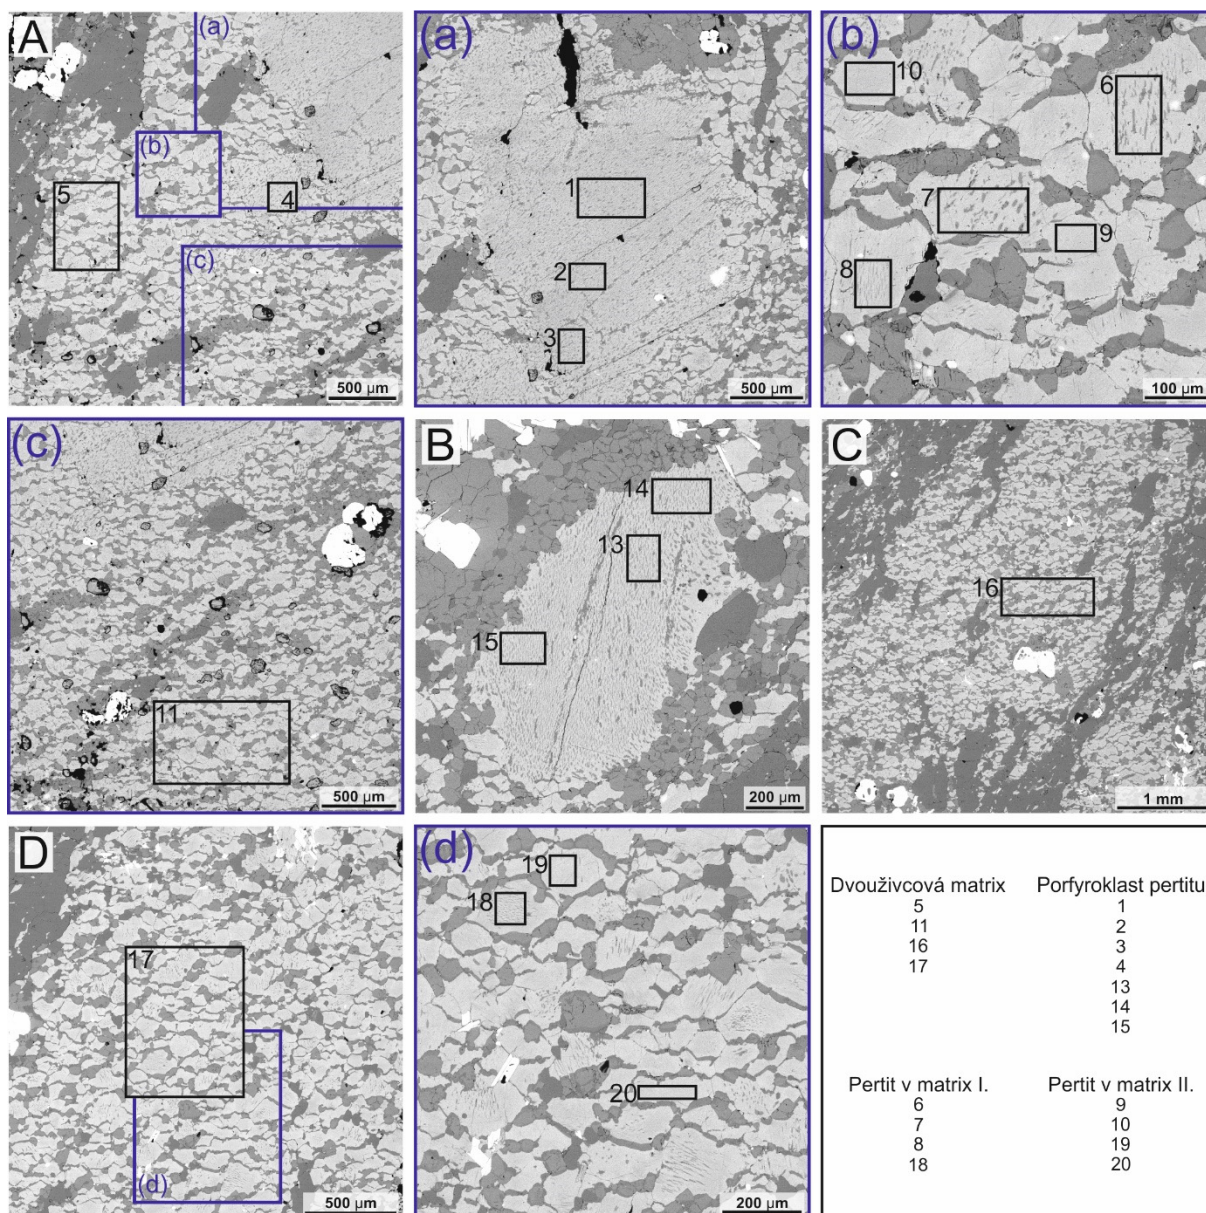 A
(a)
(b)
5
4
(c)
500 µm
(a)
1
2
3
500 µm
(b)
10
6
7
9
8
100 µm
(c)
11
500 µm
B
14
13
15
200 µm
C
16
1 mm
D
17
(d)
500 µm
(d)
19
18
20
200 µm
Dvouživcová matrix
5
11
16
17
Porfyroklast pertitu
1
2
3
4
13
14
15
Pertit v matrix I.
6
7
8
18
Pertit v matrix II.
9
10
19
20